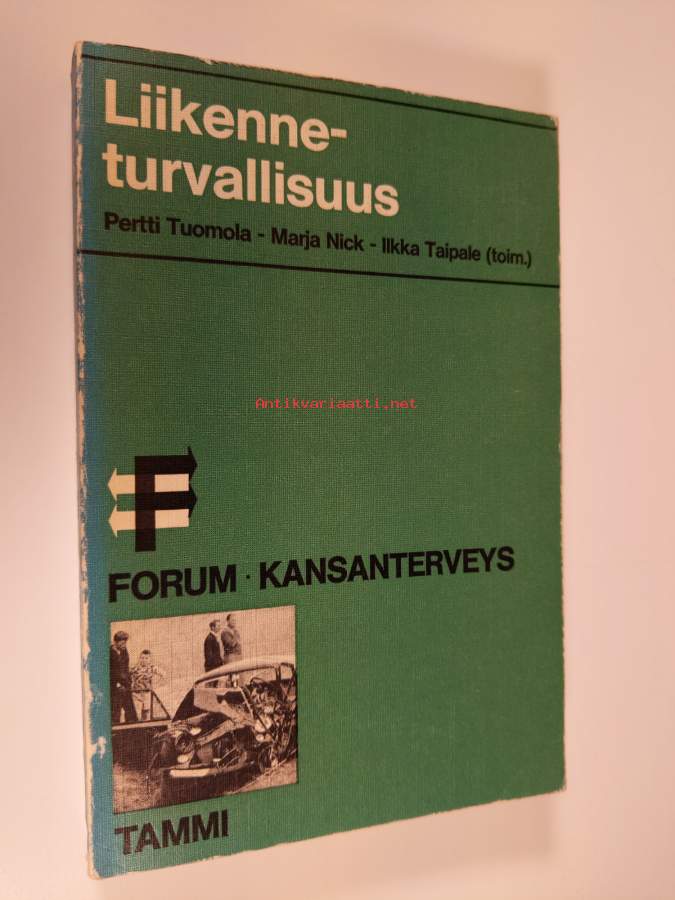 Liikenne-
turvallisuus
Pertti Tuomola - Marja Nick - Ilkka Taipale (toim.)
Antikvariaatti.net
F
FORUM · KANSANTERVEYS
TAMMI